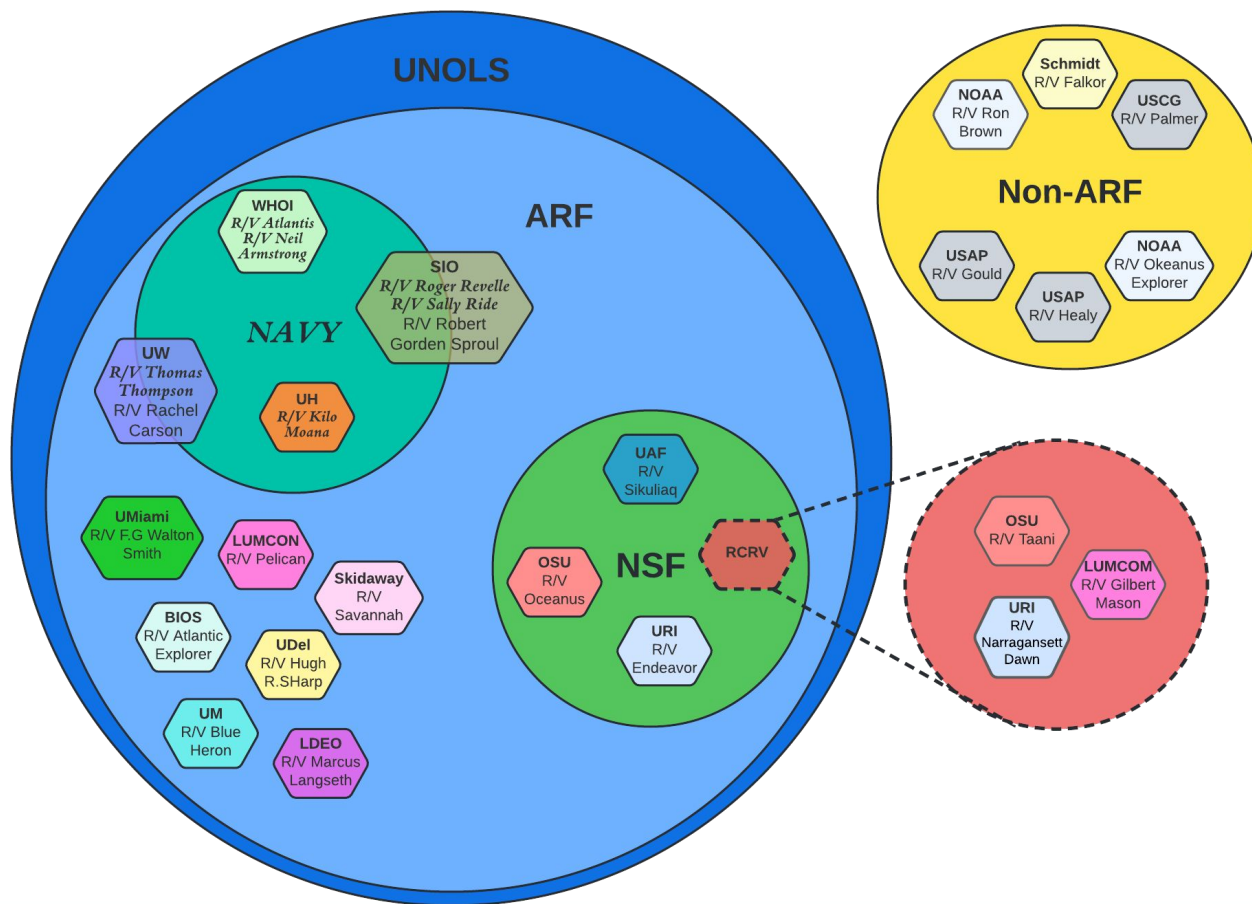 UNOLS
ARF
WHOI
R/V Atlantis
R/V Neil
Armstrong
SIO
R/V Roger Revelle
R/V Sally Ride
R/V Robert
Gorden Sproul
NAVY
UW
R/V Thomas
Thompson
R/V Rachel
Carson
UH
R/V Kilo
Moana
UMiami
R/V F.G Walton
Smith
LUMCON
R/V Pelican
Skidaway
R/V
Savannah
BIOS
R/V Atlantic
Explorer
UDel
R/V Hugh
R.SHarp
UM
R/V Blue
Heron
LDEO
R/V Marcus
Langseth
UAF
R/V
Sikuliaq
NSF
RCRV
OSU
R/V
Oceanus
URI
R/V
Endeavor
Schmidt
R/V Falkor
NOAA
R/V Ron
Brown
USCG
R/V Palmer
Non-ARF
USAP
R/V Gould
NOAA
R/V Okeanus
Explorer
USAP
R/V Healy
OSU
R/V Taani
LUMCOM
R/V Gilbert
Mason
URI
R/V
Narragansett
Dawn